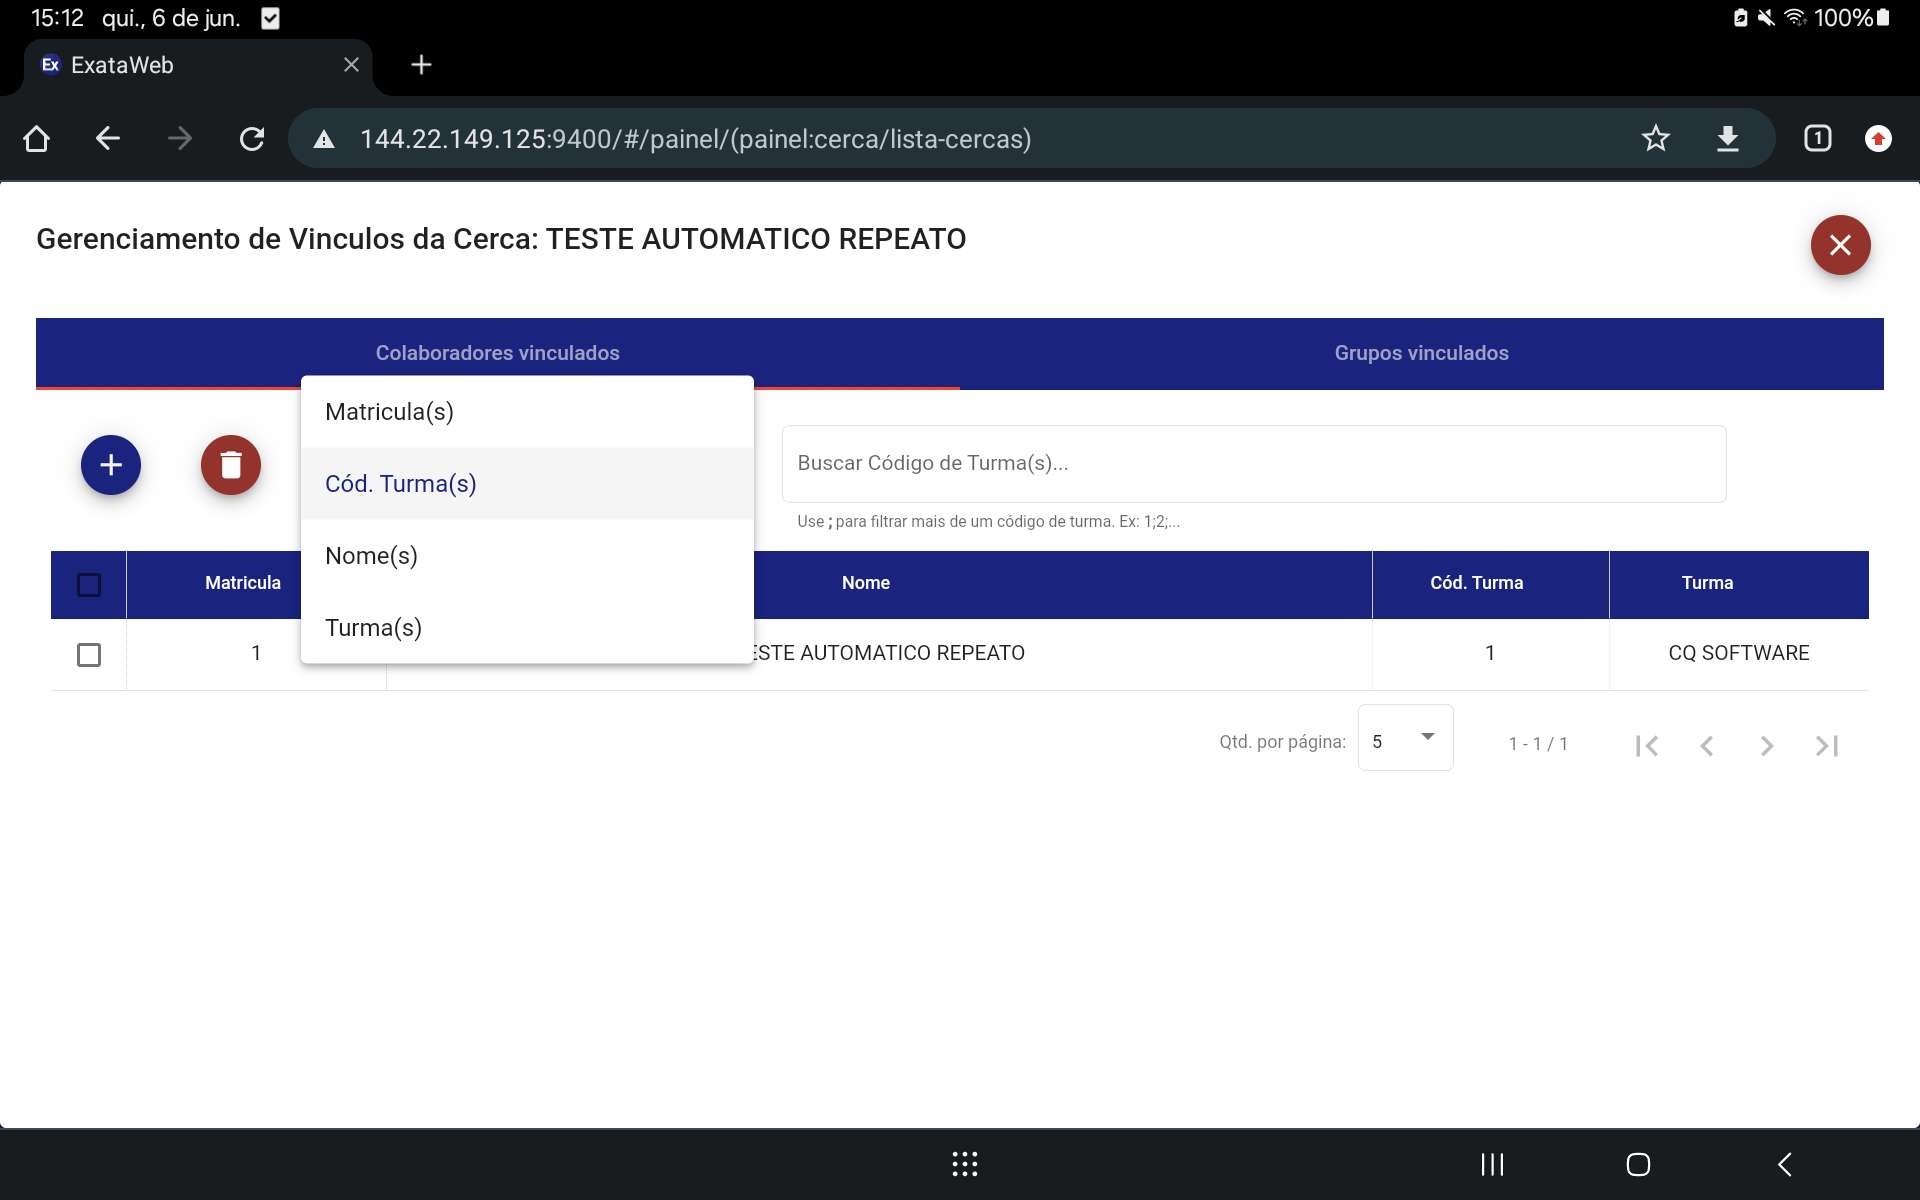 15:12 qui., 6 de jun.
100%
Ex ExataWeb
144.22.149.125:9400/#/painel/(painel:cerca/lista-cercas)
1
Gerenciamento de Vinculos da Cerca: TESTE AUTOMATICO REPEATO
Colaboradores vinculados Grupos vinculados
Matricula(s)
Cód. Turma(s)
Nome(s)
Turma(s)
Buscar Código de Turma(s)...
Use ; para filtrar mais de um código de turma. Ex: 1;2;...
Matricula Nome Cód. Turma Turma
1 ESTE AUTOMATICO REPEATO 1 CQ SOFTWARE
Qtd. por página: 5 1 - 1 / 1